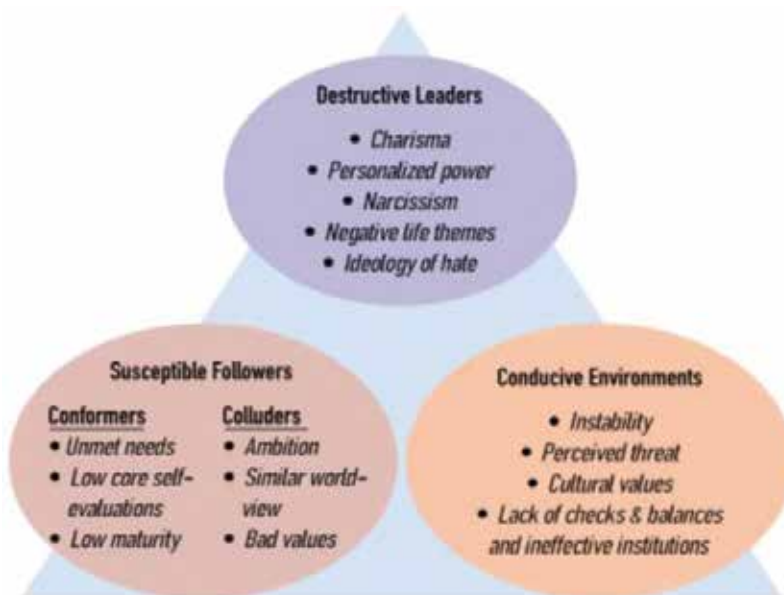 Destructive Leaders
• Charisma
• Personalized power
• Narcissism
• Negative life themes
• Ideology of hate
Susceptible Followers
Conformers
• Unmet needs
• Low core self-
evaluations
• Low maturity
Colluders
• Ambition
• Similar world-
view
• Bad values
Conducive Environments
• Instability
• Perceived threat
• Cultural values
• Lack of checks & balances
and ineffective institutions